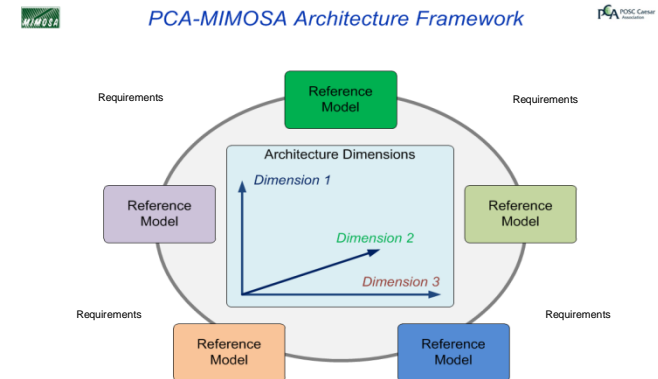 MIMOSA
PCA-MIMOSA Architecture Framework
PCA POSC Caesar
Association
Requirements
Reference
Model
Requirements
Architecture Dimensions
Dimension 1
Reference
Model
Reference
Model
Dimension 2
Dimension 3
Requirements
Requirements
Reference
Model
Reference
Model